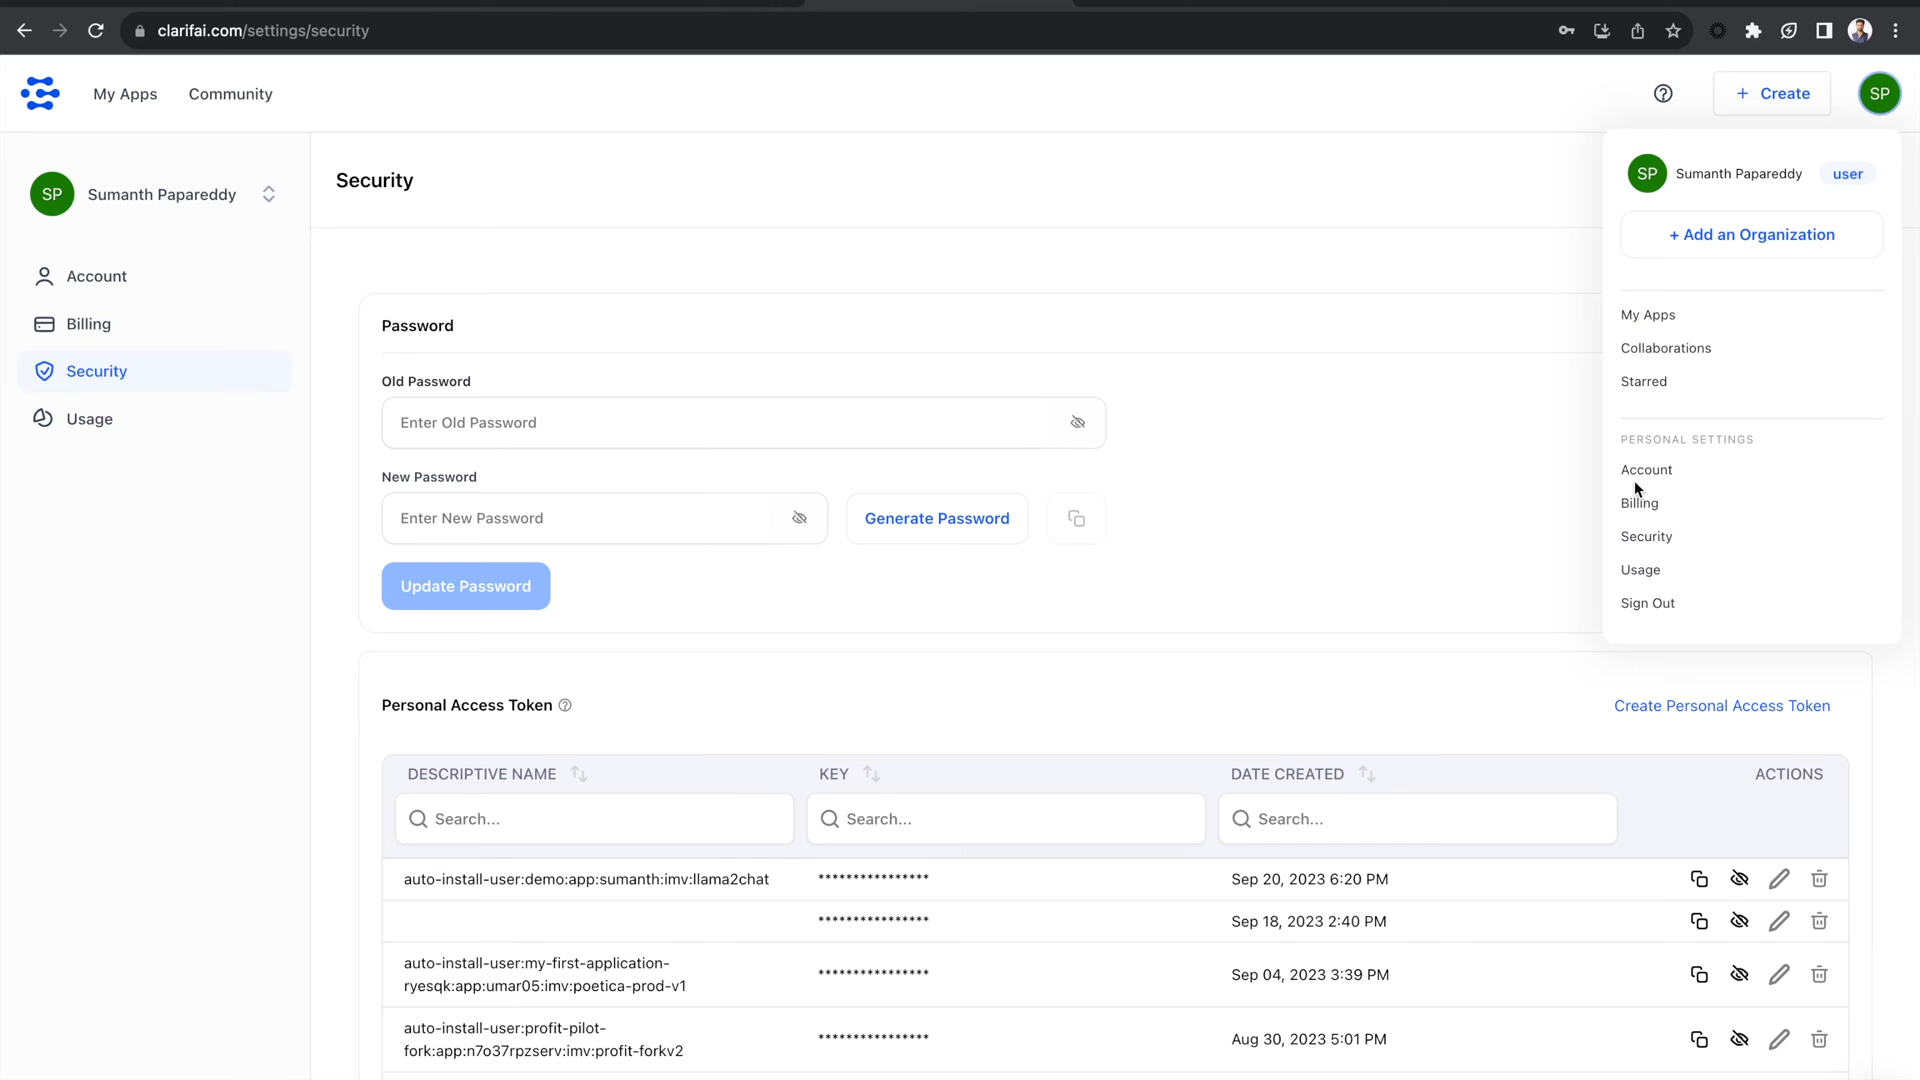 clarifai.com/settings/security
My Apps
Community
+ Create
SP
SP
Sumanth Papareddy
Account
Billing
Security
Usage
Security
Password
Old Password
Enter Old Password
New Password
Enter New Password
Generate Password
Update Password
SP
Sumanth Papareddy
user
+ Add an Organization
My Apps
Collaborations
Starred
PERSONAL SETTINGS
Account
Billing
Security
Usage
Sign Out
Personal Access Token
Create Personal Access Token
DESCRIPTIVE NAME
KEY
DATE CREATED
ACTIONS
Search...
Search...
Search...
auto-install-user:demo:app:sumanth:imv:llama2chat
****************
Sep 20, 2023 6:20 PM
****************
Sep 18, 2023 2:40 PM
auto-install-user:my-first-application-
ryesqk:app:umar05:imv:poetica-prod-v1
****************
Sep 04, 2023 3:39 PM
auto-install-user:profit-pilot-
fork:app:n7o37rpzserv:imv:profit-forkv2
****************
Aug 30, 2023 5:01 PM